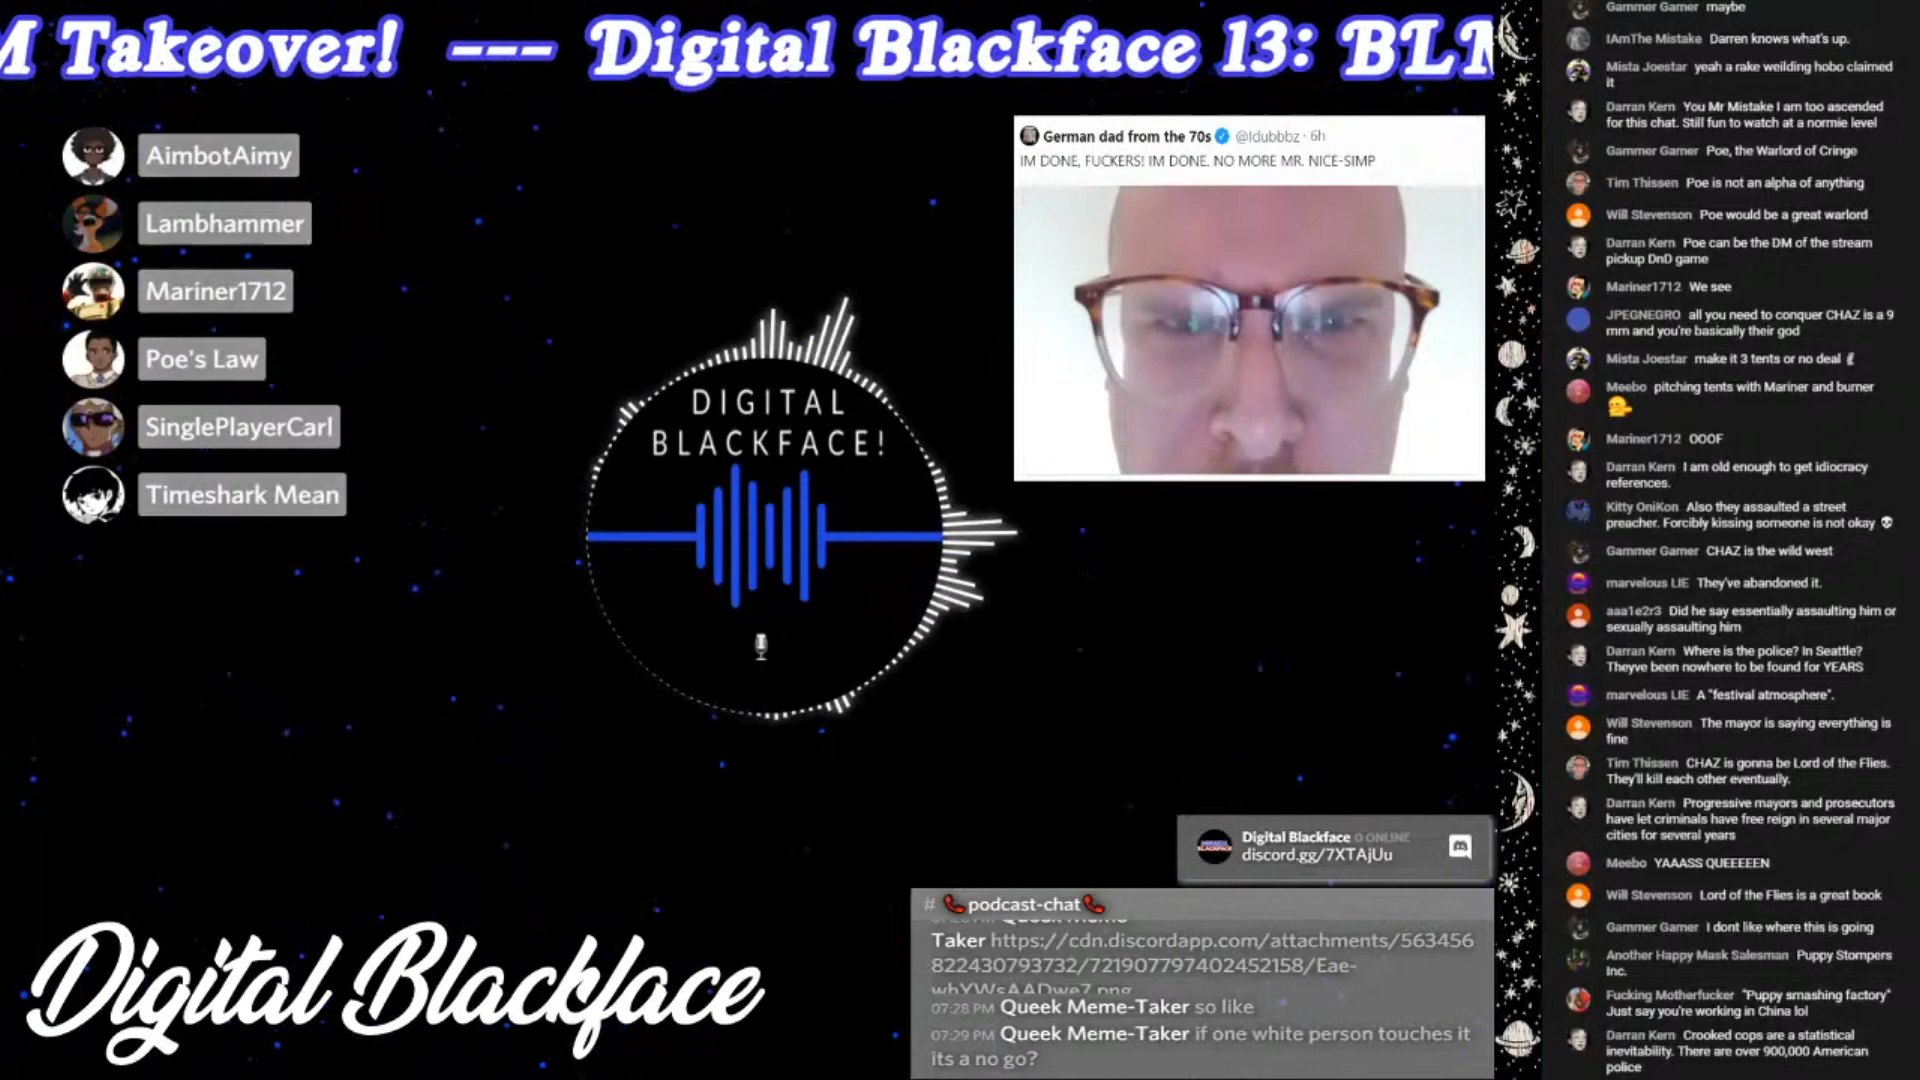 M Takeover! --- Digital Blackface 13: BLM
AimbotAimy
Lambhammer
Mariner1712
Poe's Law
SinglePlayerCarl
Timeshark Mean
DIGITAL
BLACKFACE!
German dad from the 70s @Idubbbz · 6h
IM DONE, FUCKERS! IM DONE. NO MORE MR. NICE-SIMP
Digital Blackface 0 ONLINE
discord.gg/7XTAjUu
# podcast-chat
Taker https://cdn.discordapp.com/attachments/563456
822430793732/721907797402452158/Eae-
whYWsAADwe7.png
07:28 PM Queek Meme-Taker so like
07:29 PM Queek Meme-Taker if one white person touches it
its a no go?
Digital Blackface
Gammer Gamer maybe
IAmThe Mistake Darren knows what's up.
Mista Joestar yeah a rake weilding hobo claimed
it
Darran Kern You Mr Mistake I am too ascended
for this chat. Still fun to watch at a normie level
Gammer Gamer Poe, the Warlord of Cringe
Tim Thissen Poe is not an alpha of anything
Will Stevenson Poe would be a great warlord
Darran Kern Poe can be the DM of the stream
pickup DnD game
Mariner1712 We see
JPEGNEGRO all you need to conquer CHAZ is a 9
mm and you're basically their god
Mista Joestar make it 3 tents or no deal
Meebo pitching tents with Mariner and burner
Mariner1712 OOOF
Darran Kern I am old enough to get idiocracy
references.
Kitty OniKon Also they assaulted a street
preacher. Forcibly kissing someone is not okay
Gammer Gamer CHAZ is the wild west
marvelous LIE They've abandoned it.
aaa1e2r3 Did he say essentially assaulting him or
sexually assaulting him
Darran Kern Where is the police? In Seattle?
Theyve been nowhere to be found for YEARS
marvelous LIE A "festival atmosphere".
Will Stevenson The mayor is saying everything is
fine
Tim Thissen CHAZ is gonna be Lord of the Flies.
They'll kill each other eventually.
Darran Kern Progressive mayors and prosecutors
have let criminals have free reign in several major
cities for several years
Meebo YAAASS QUEEEEEN
Will Stevenson Lord of the Flies is a great book
Gammer Gamer I dont like where this is going
Another Happy Mask Salesman Puppy Stompers
Inc.
Fucking Motherfucker "Puppy smashing factory"
Just say you're working in China lol
Darran Kern Crooked cops are a statistical
inevitability. There are over 900,000 American
police